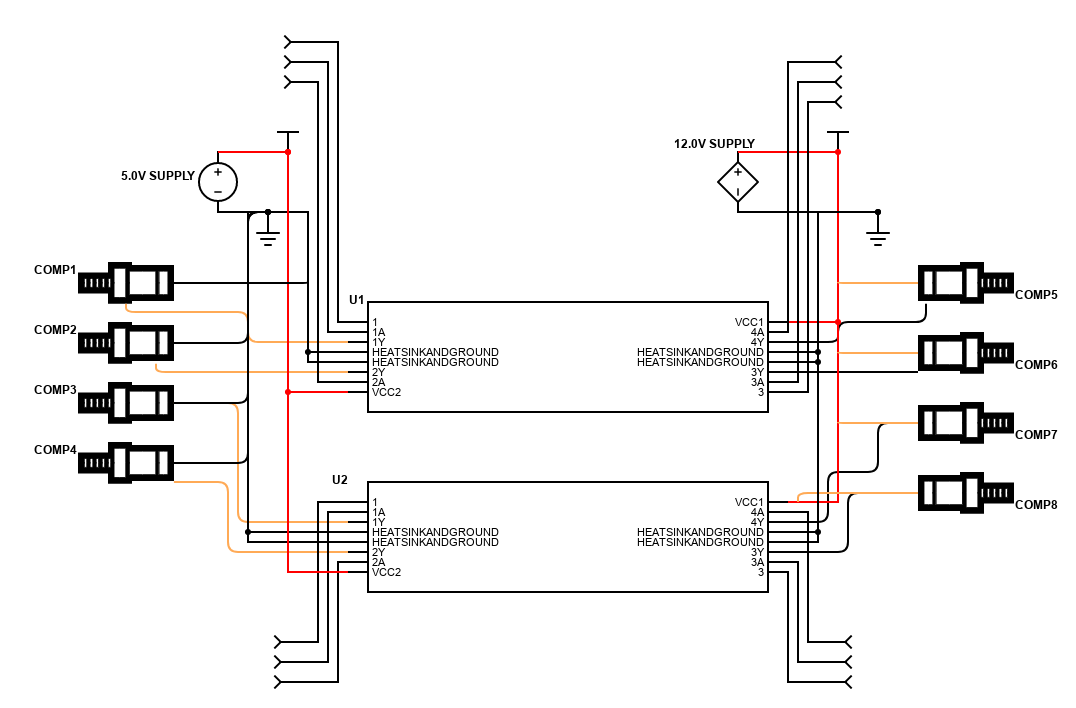 12.0V SUPPLY
5.0V SUPPLY
COMP1
COMP2
COMP3
COMP4
COMP5
COMP6
COMP7
COMP8
U1
1
1A
1Y
HEATSINKANDGROUND
HEATSINKANDGROUND
2Y
2A
VCC2
VCC1
4A
4Y
HEATSINKANDGROUND
HEATSINKANDGROUND
3Y
3A
3
U2
1
1A
1Y
HEATSINKANDGROUND
HEATSINKANDGROUND
2Y
2A
VCC2
VCC1
4A
4Y
HEATSINKANDGROUND
HEATSINKANDGROUND
3Y
3A
3